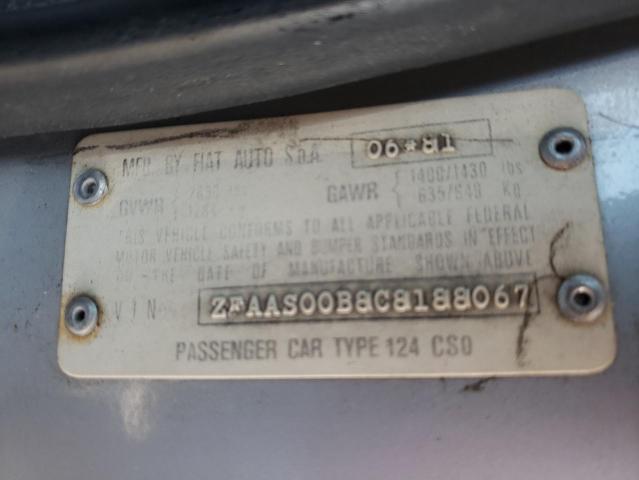 MFD. BY FIAT AUTO S.p.A. 06*81
GVWR { lbs GAWR { 1400/1430 lbs
635/648 Kg
THIS VEHICLE CONFORMS TO ALL APPLICABLE FEDERAL
MOTOR VEHICLE SAFETY AND BUMPER STANDARDS IN EFFECT
ON THE DATE OF MANUFACTURE SHOWN ABOVE
VIN ZFAAS00B8C8188067
PASSENGER CAR TYPE 124 CS0